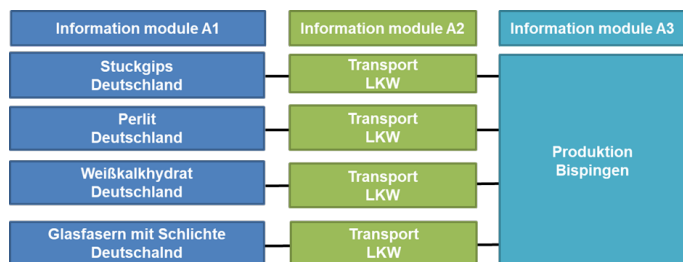 Information module A1
Information module A2
Information module A3
Stuckgips
Deutschland
Transport
LKW
Perlit
Deutschland
Transport
LKW
Weißkalkhydrat
Deutschland
Transport
LKW
Glasfasern mit Schlichte
Deutschalnd
Transport
LKW
Produktion
Bispingen